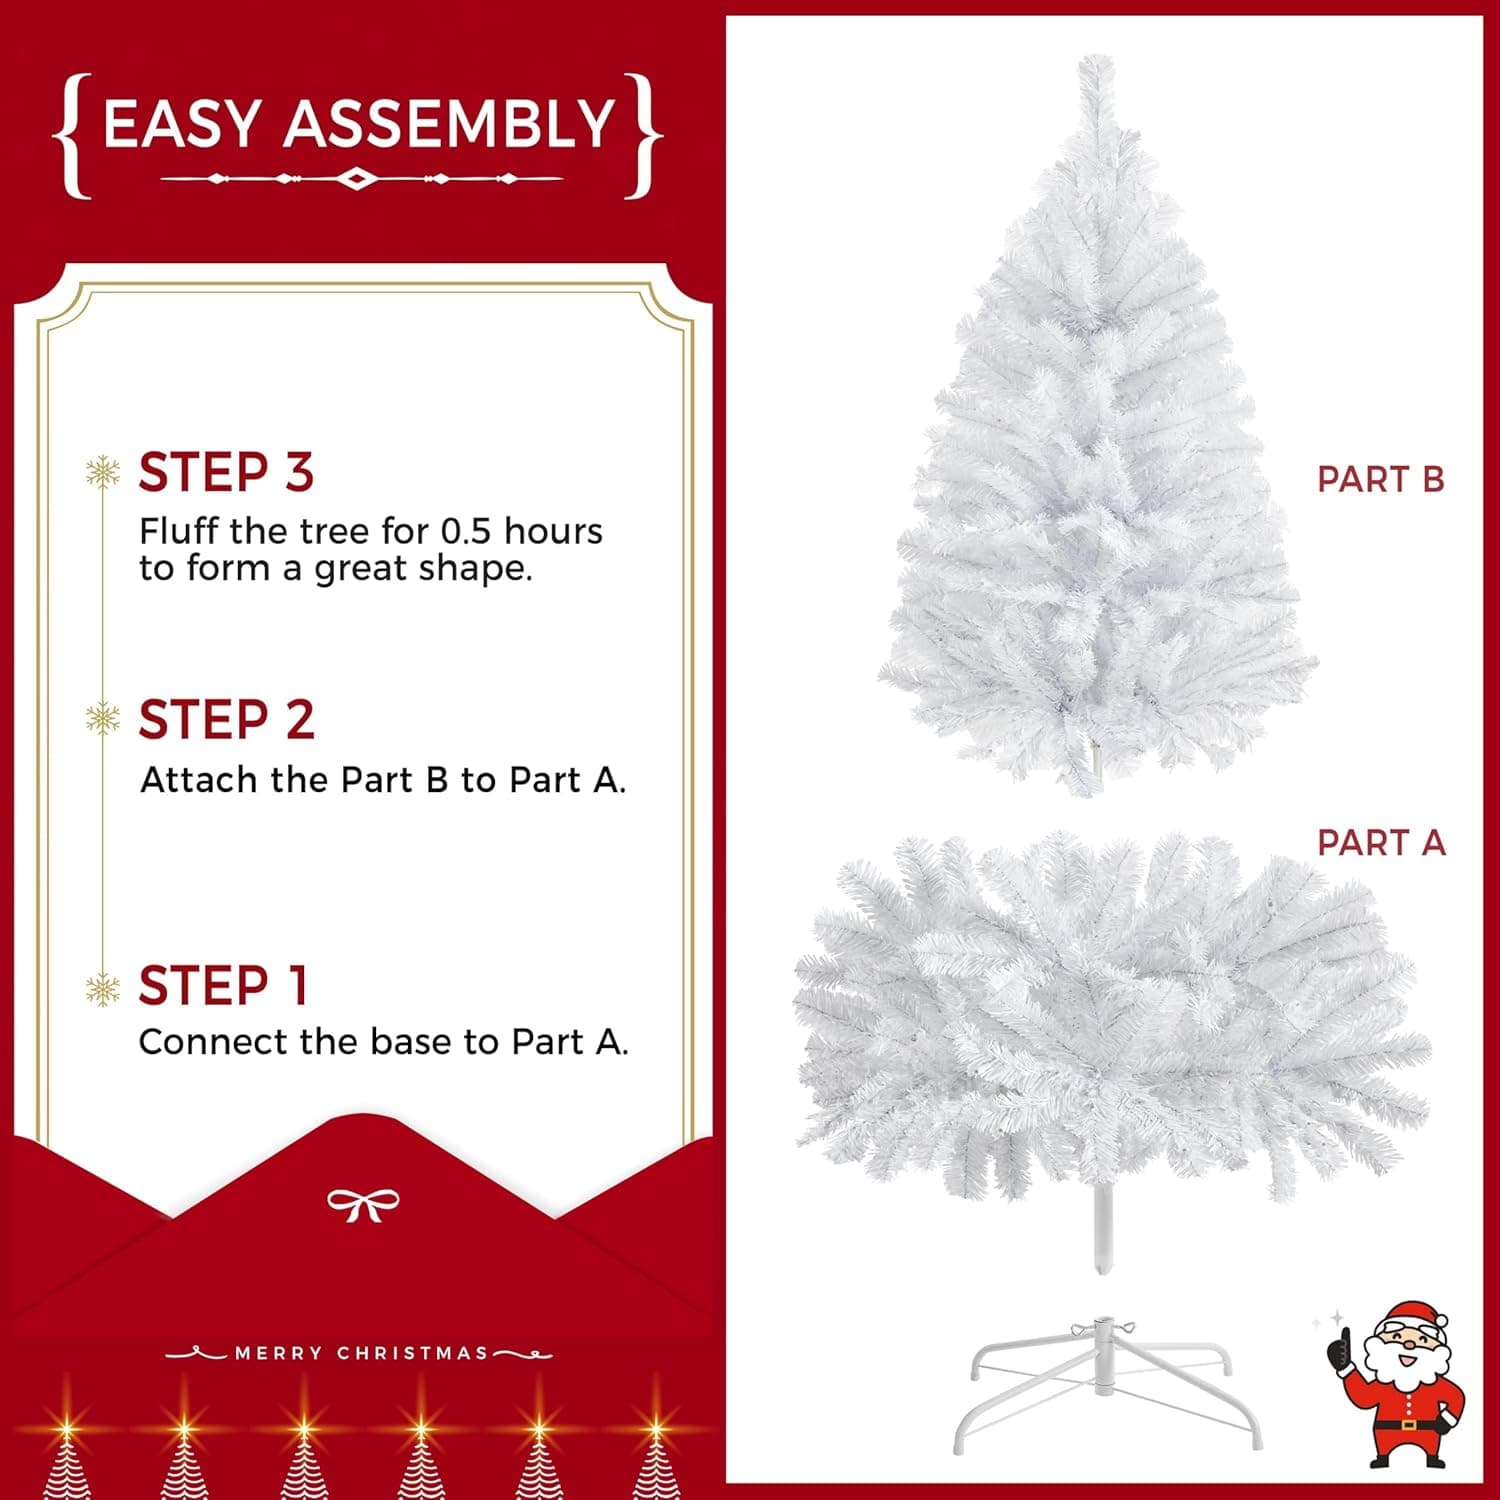 EASY ASSEMBLY
STEP 3
Fluff the tree for 0.5 hours
to form a great shape.
STEP 2
Attach the Part B to Part A.
STEP 1
Connect the base to Part A.
MERRY CHRISTMAS
PART B
PART A